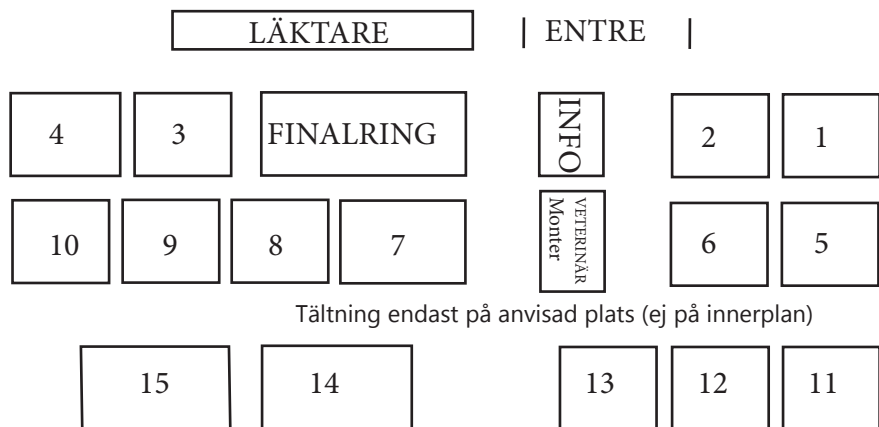 LÄKTARE | ENTRE |
4 3 FINALRING INFO 2 1
10 9 8 7 VETERINÄR Monter 6 5
Tältning endast på anvisad plats (ej på innerplan)
15 14 13 12 11